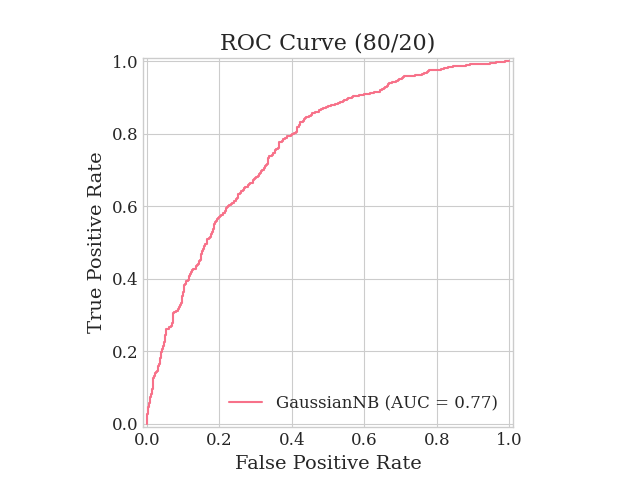 ROC Curve (80/20)
True Positive Rate
1.0
0.8
0.6
0.4
0.2
0.0
GaussianNB (AUC = 0.77)
0.0 0.2 0.4 0.6 0.8 1.0
False Positive Rate